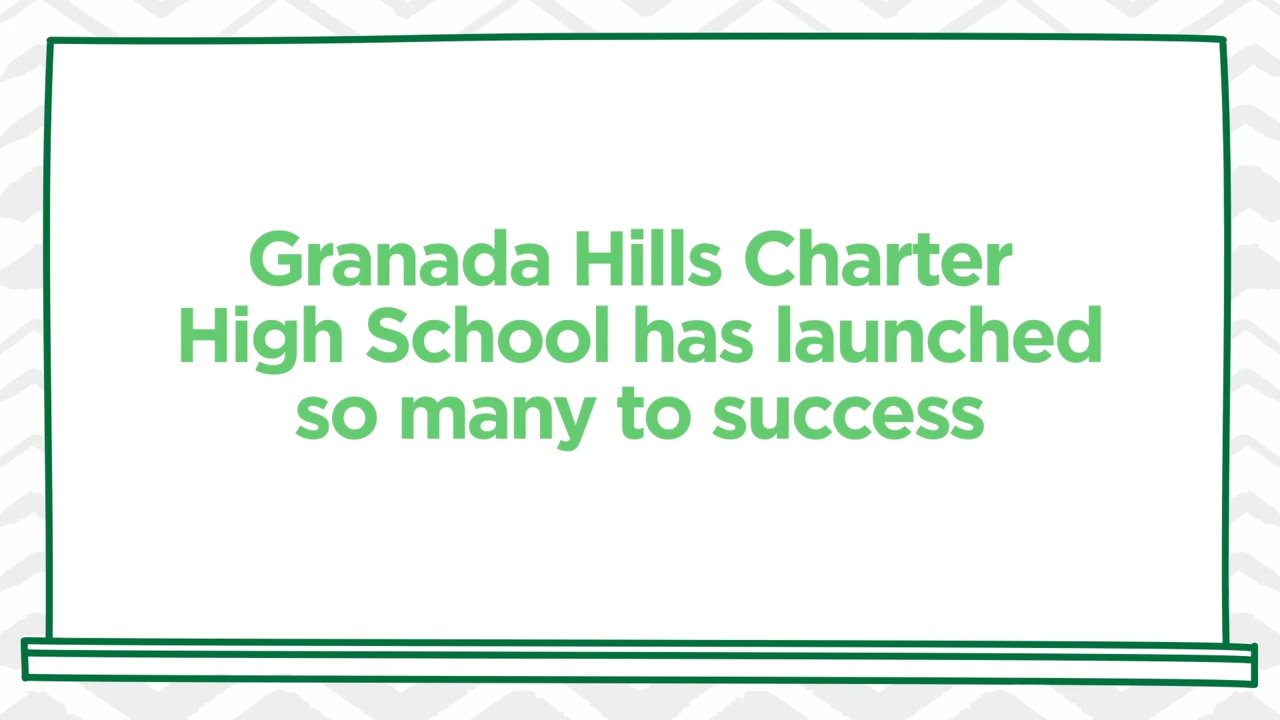 Granada Hills Charter
High School has launched
so many to success